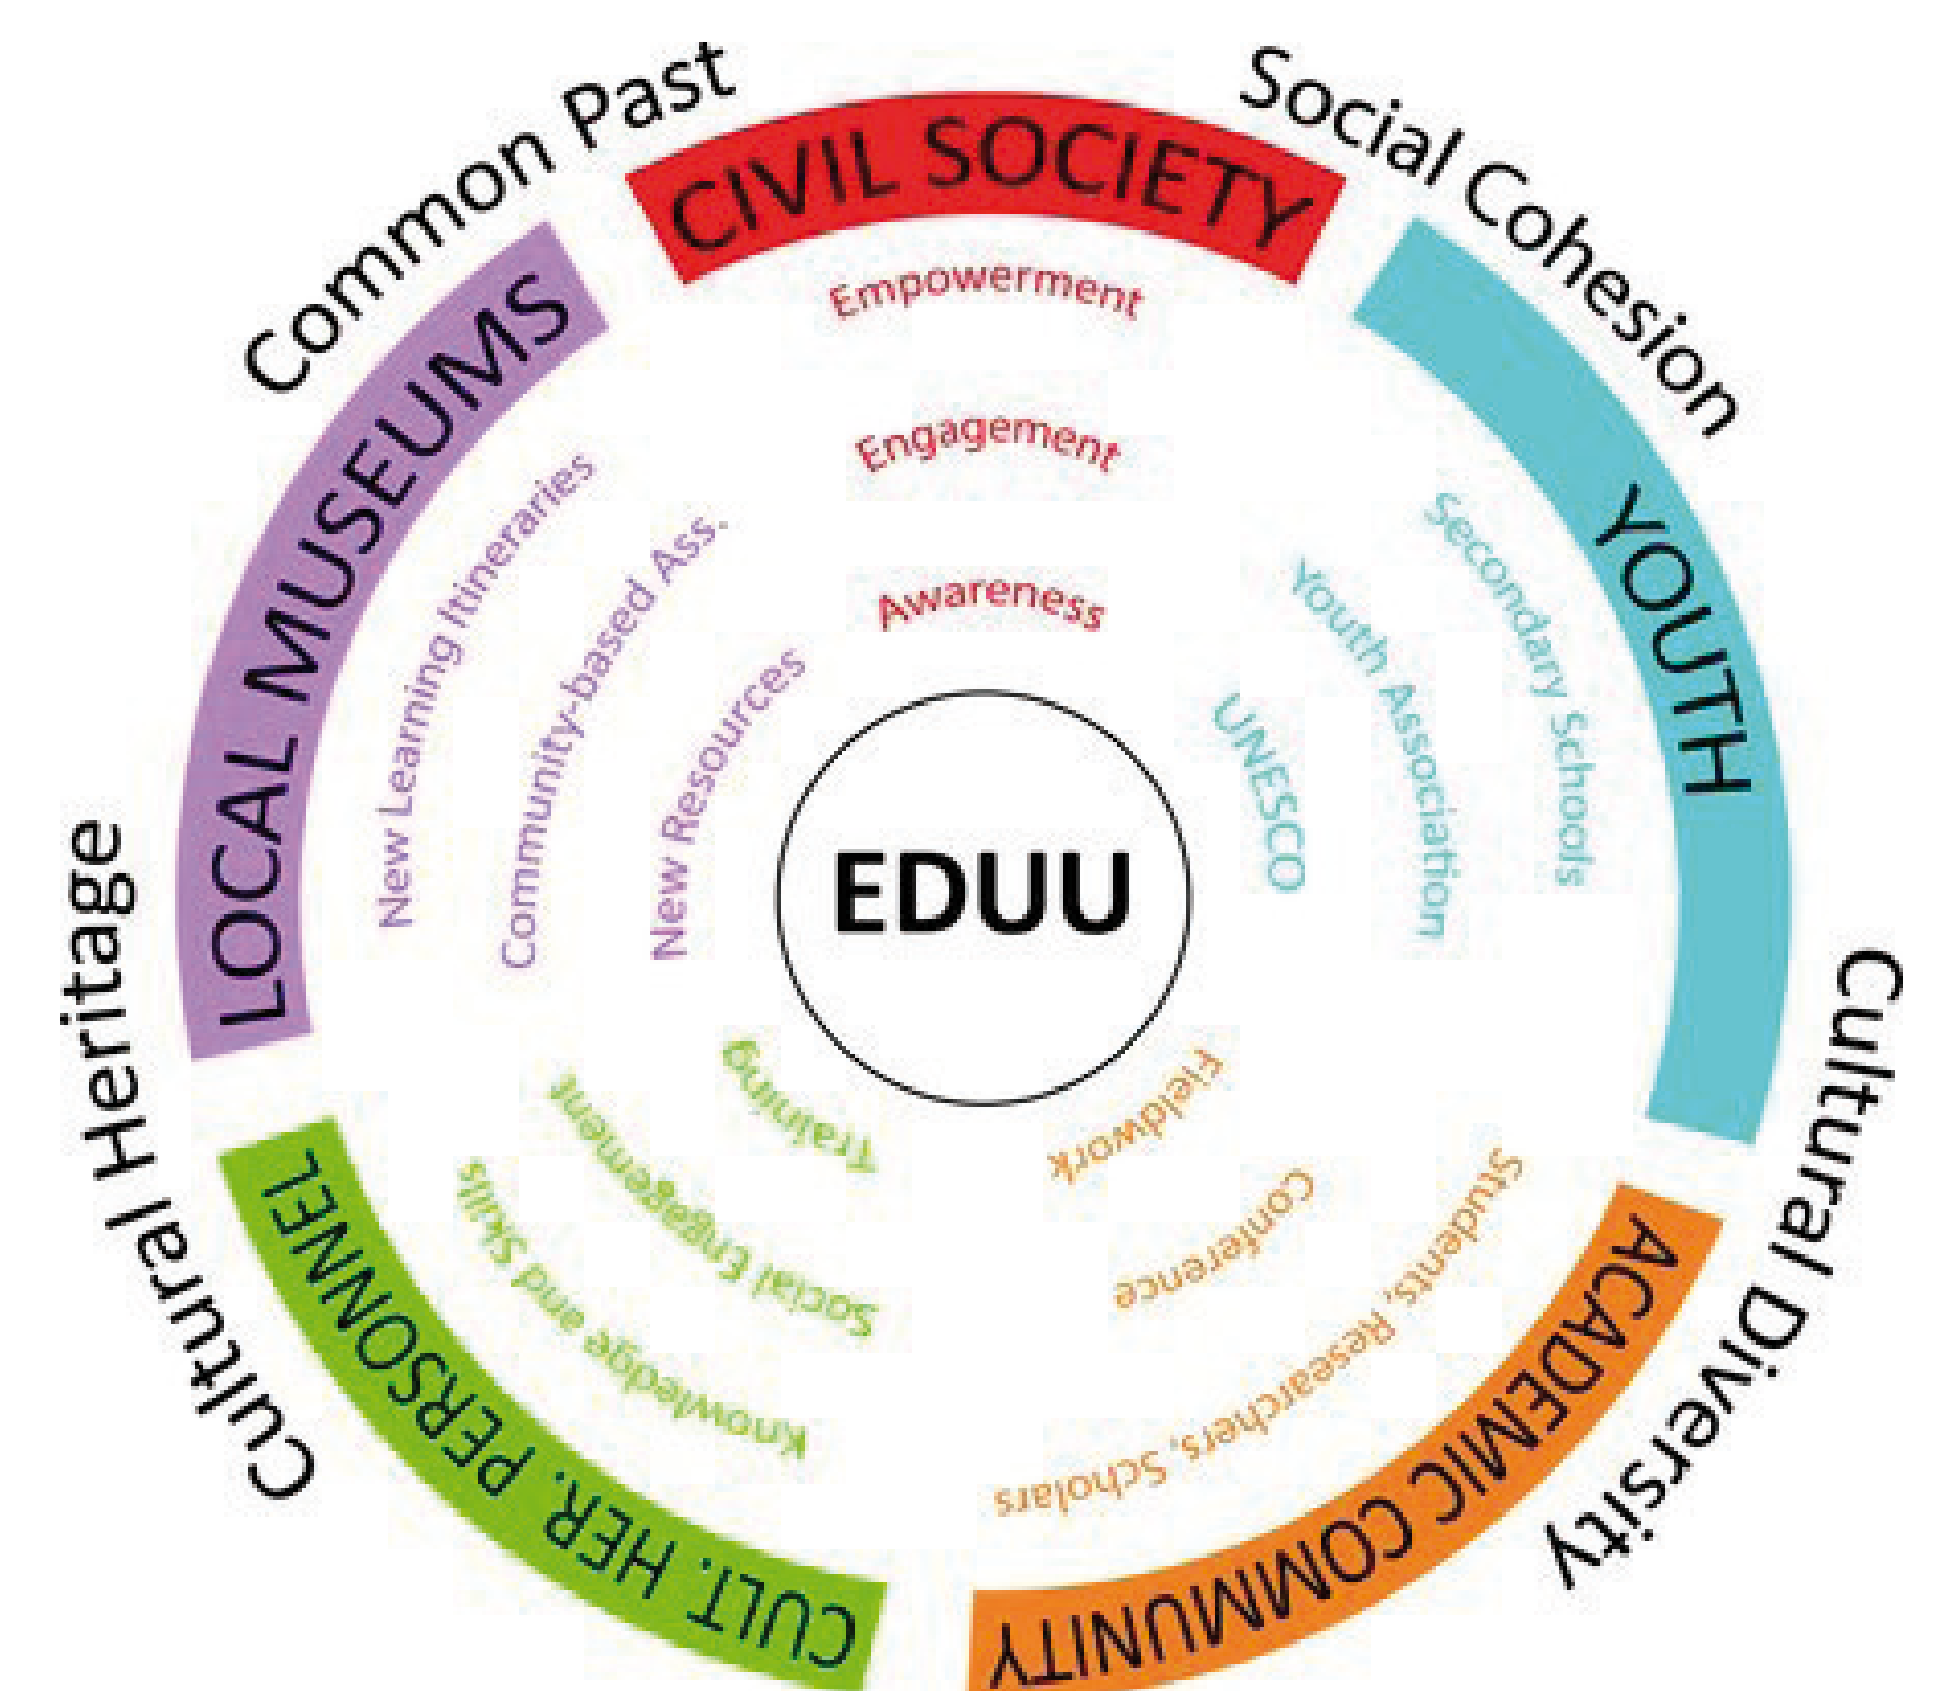 Common Past
Social Cohesion
Cultural Diversity
Cultural Heritage
CIVIL SOCIETY
Empowerment
Engagement
Awareness
YOUTH
Secondary Schools
Youth Association
UNESCO
ACADEMIC COMMUNITY
Students, Researchers, Scholars
Conference
Fieldwork
CULT. HER. PERSONNEL
Knowledge and Skills
Social Engagement
Training
LOCAL MUSEUMS
New Learning Itineraries
Community-based Ass.
New Resources
EDUU